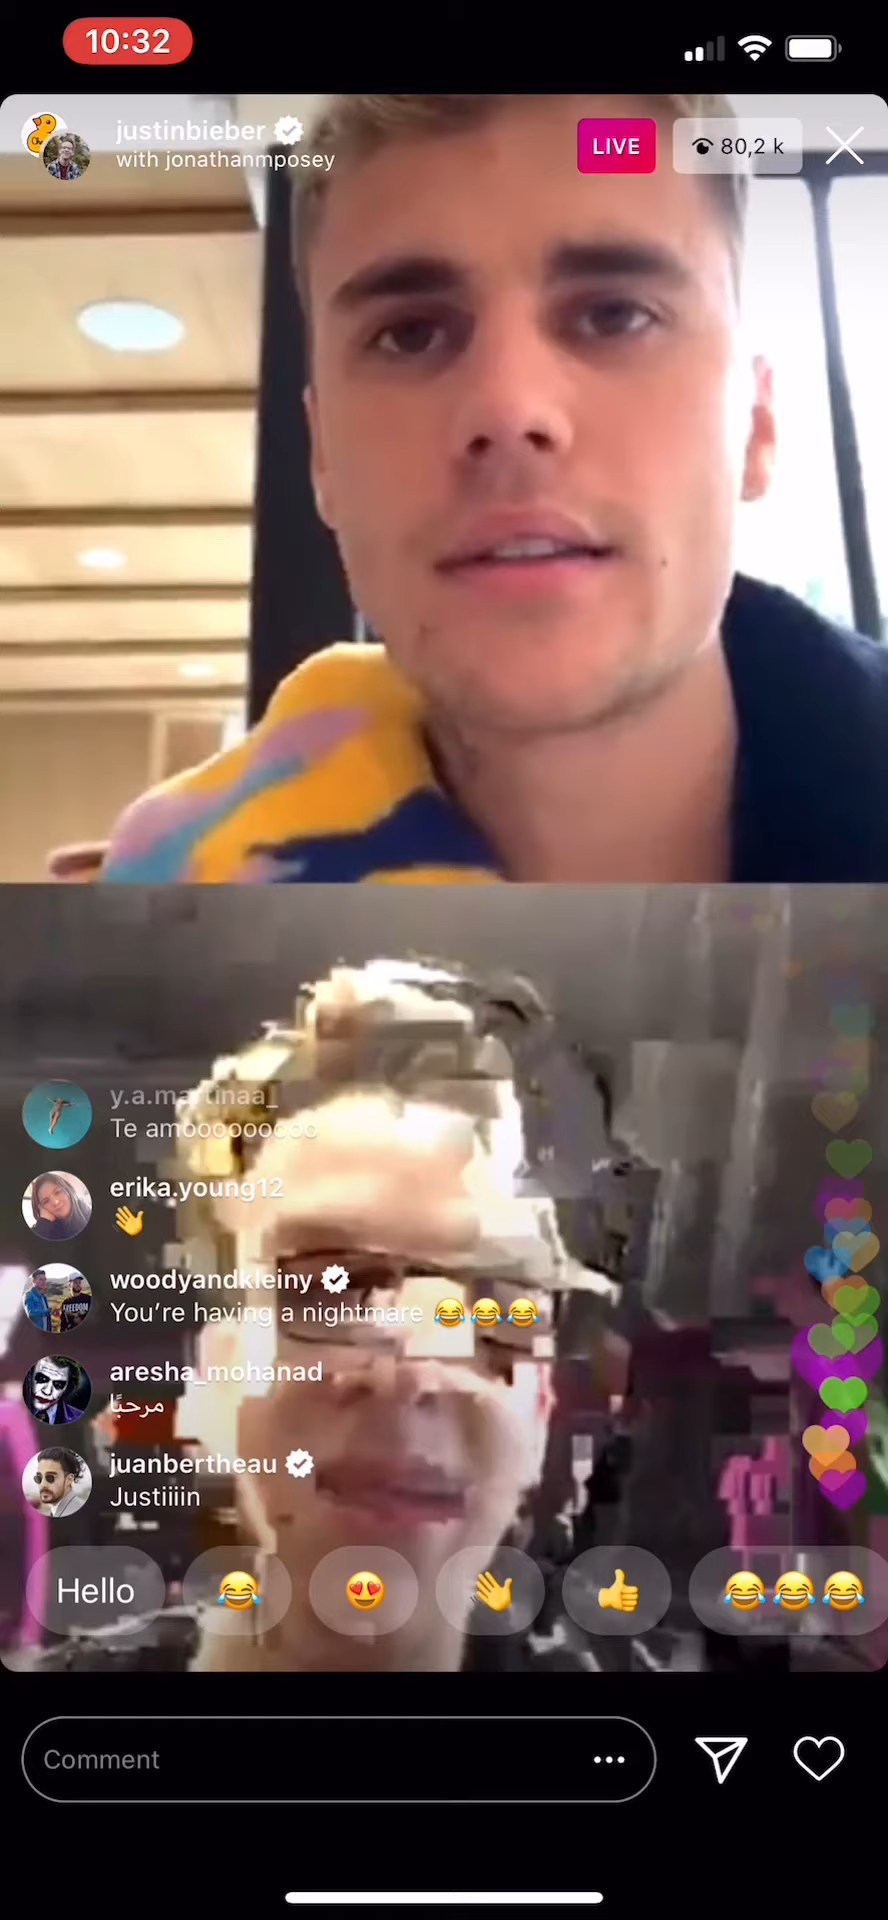 10:32
justinbieber
with jonathanmposey
LIVE
80,2 k
y.a.martinaa_
Te amooooooooo
erika.young12
👋
woodyandkleiny
You're having a nightmare 😂😂😂
aresha_mohanad
مرحبًا
juanbertheau
Justiiiin
Hello 😂 😍 👋 👍 😂😂😂
Comment